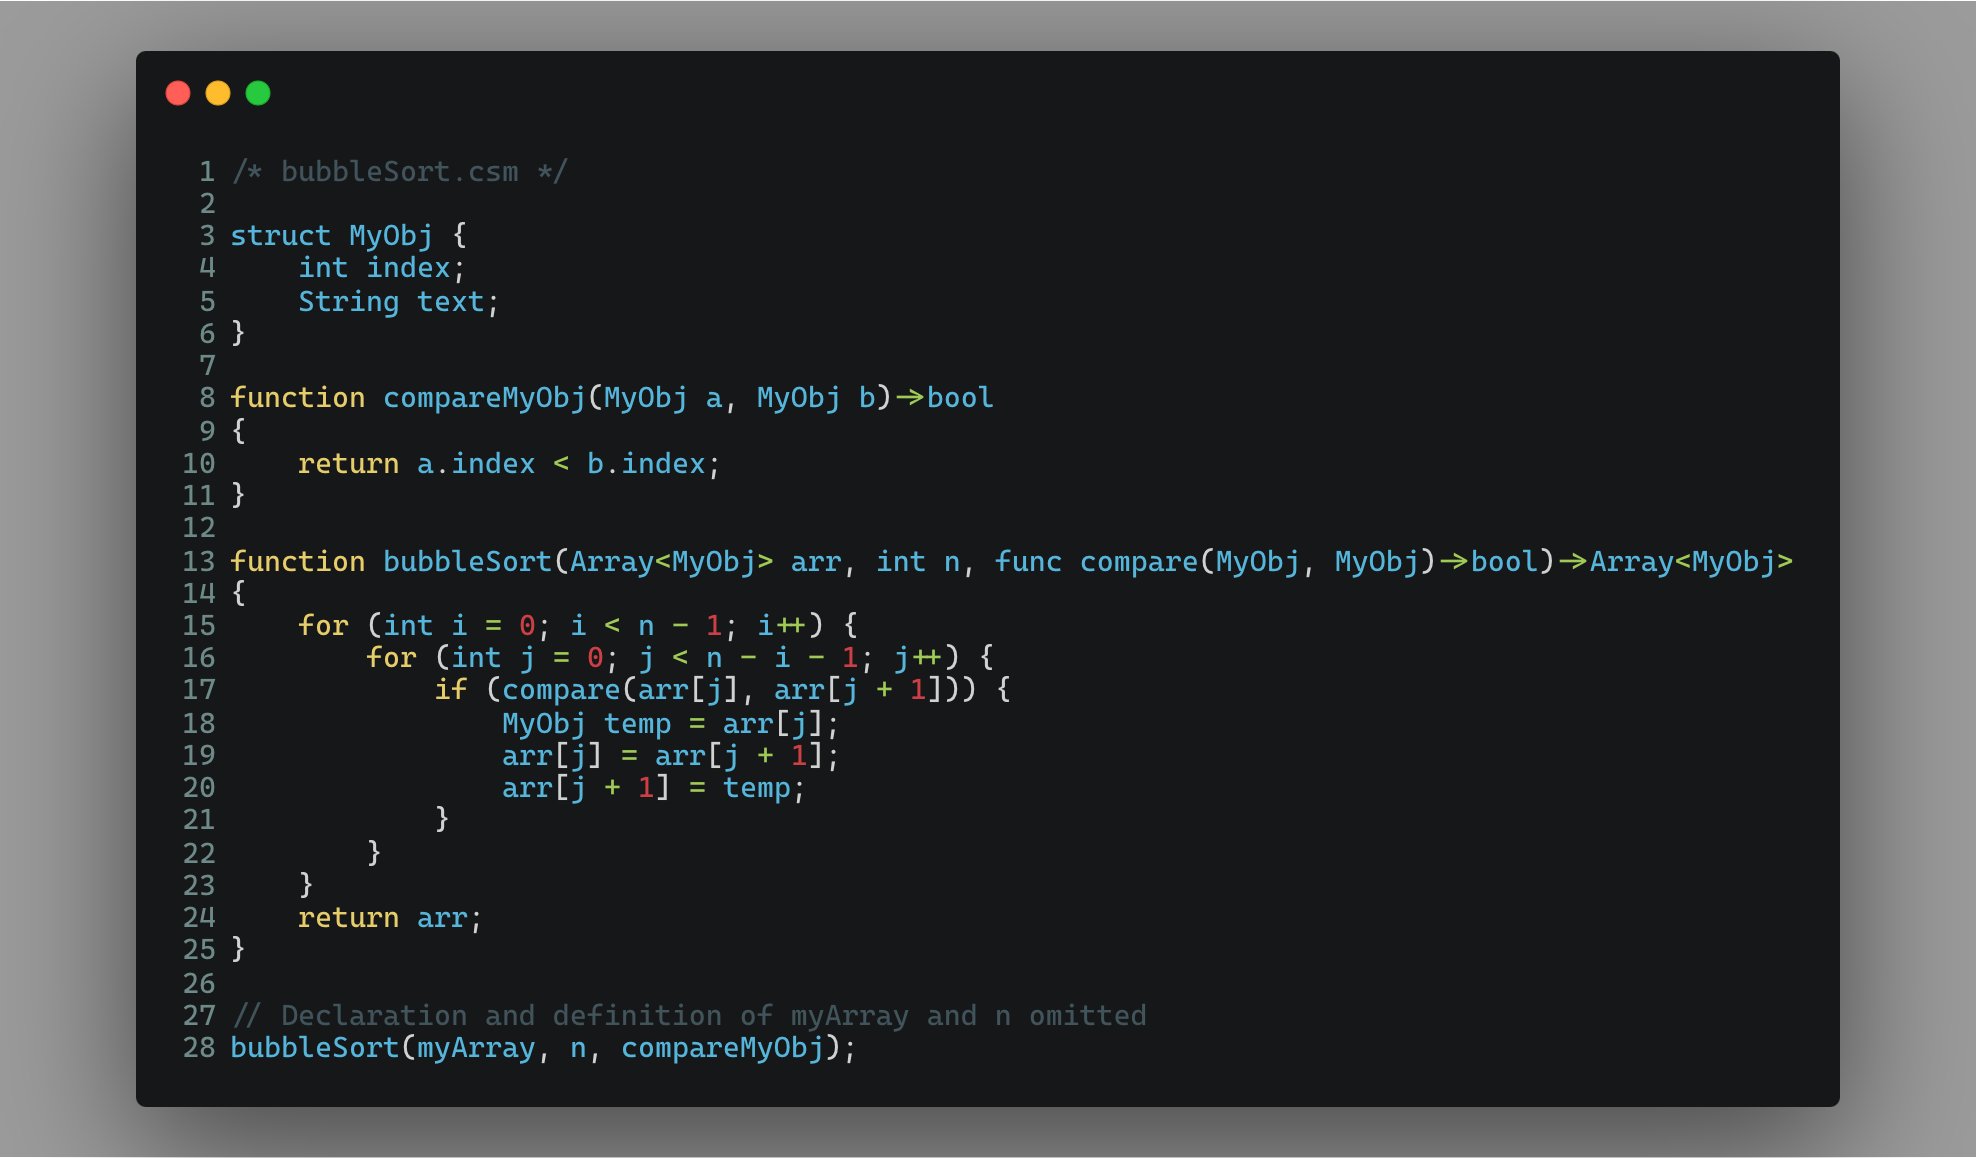 1 /* bubbleSort.csm */
2
3 struct MyObj {
4     int index;
5     String text;
6 }
7
8 function compareMyObj(MyObj a, MyObj b)->bool
9 {
10     return a.index < b.index;
11 }
12
13 function bubbleSort(Array<MyObj> arr, int n, func compare(MyObj, MyObj)->bool)->Array<MyObj>
14 {
15     for (int i = 0; i < n - 1; i++) {
16         for (int j = 0; j < n - i - 1; j++) {
17             if (compare(arr[j], arr[j + 1])) {
18                 MyObj temp = arr[j];
19                 arr[j] = arr[j + 1];
20                 arr[j + 1] = temp;
21             }
22         }
23     }
24     return arr;
25 }
26
27 // Declaration and definition of myArray and n omitted
28 bubbleSort(myArray, n, compareMyObj);